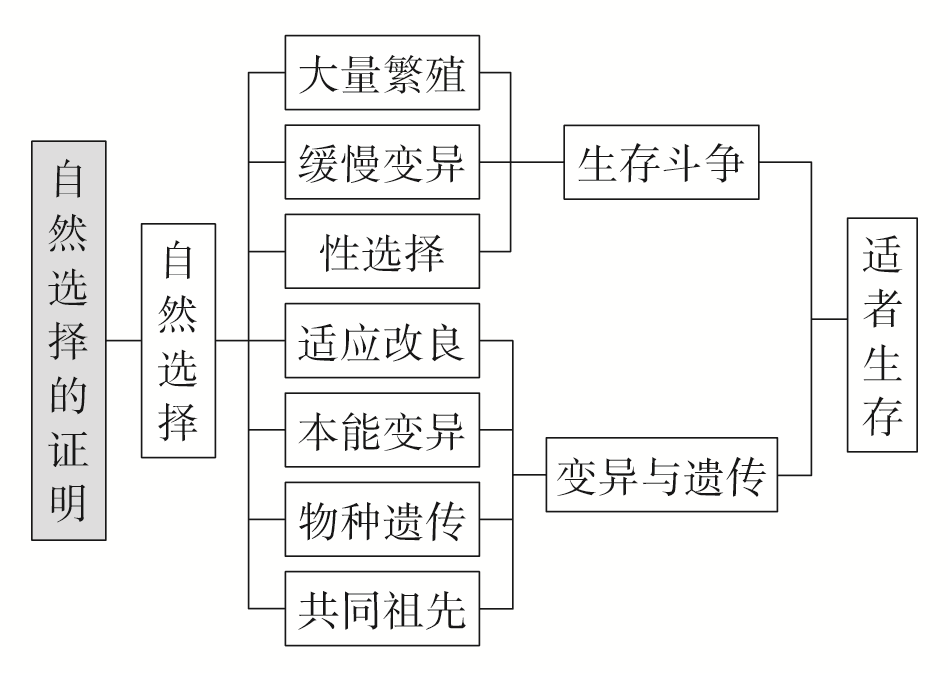 自然选择的证明
自然选择
大量繁殖
缓慢变异
性选择
适应改良
本能变异
物种遗传
共同祖先
生存斗争
变异与遗传
适者生存